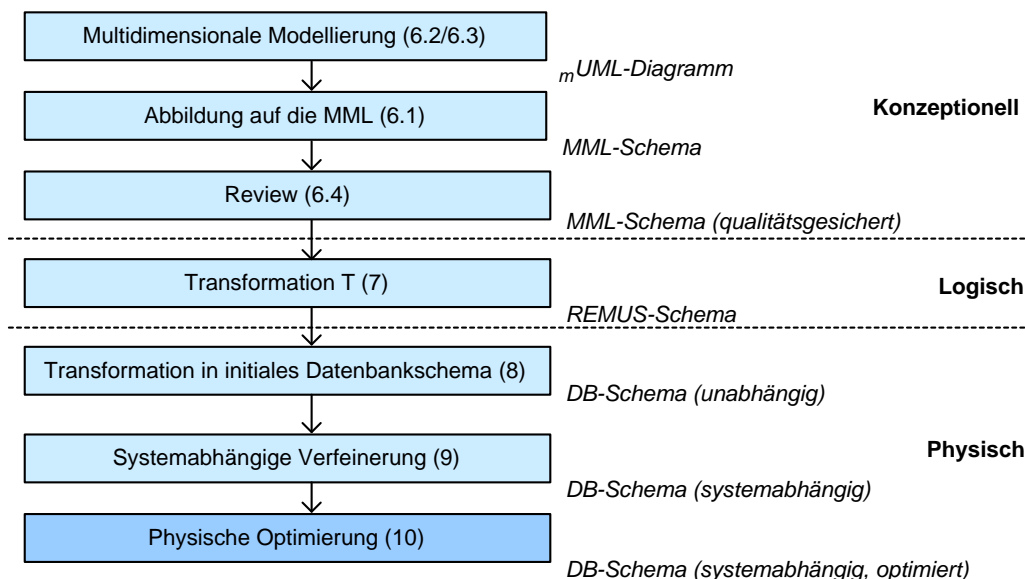 Multidimensionale Modellierung (6.2/6.3)
mUML-Diagramm
Abbildung auf die MML (6.1)
Konzeptionell
MML-Schema
Review (6.4)
MML-Schema (qualitätsgesichert)
Transformation T (7)
Logisch
REMUS-Schema
Transformation in initiales Datenbankschema (8)
DB-Schema (unabhängig)
Systemabhängige Verfeinerung (9)
Physisch
DB-Schema (systemabhängig)
Physische Optimierung (10)
DB-Schema (systemabhängig, optimiert)